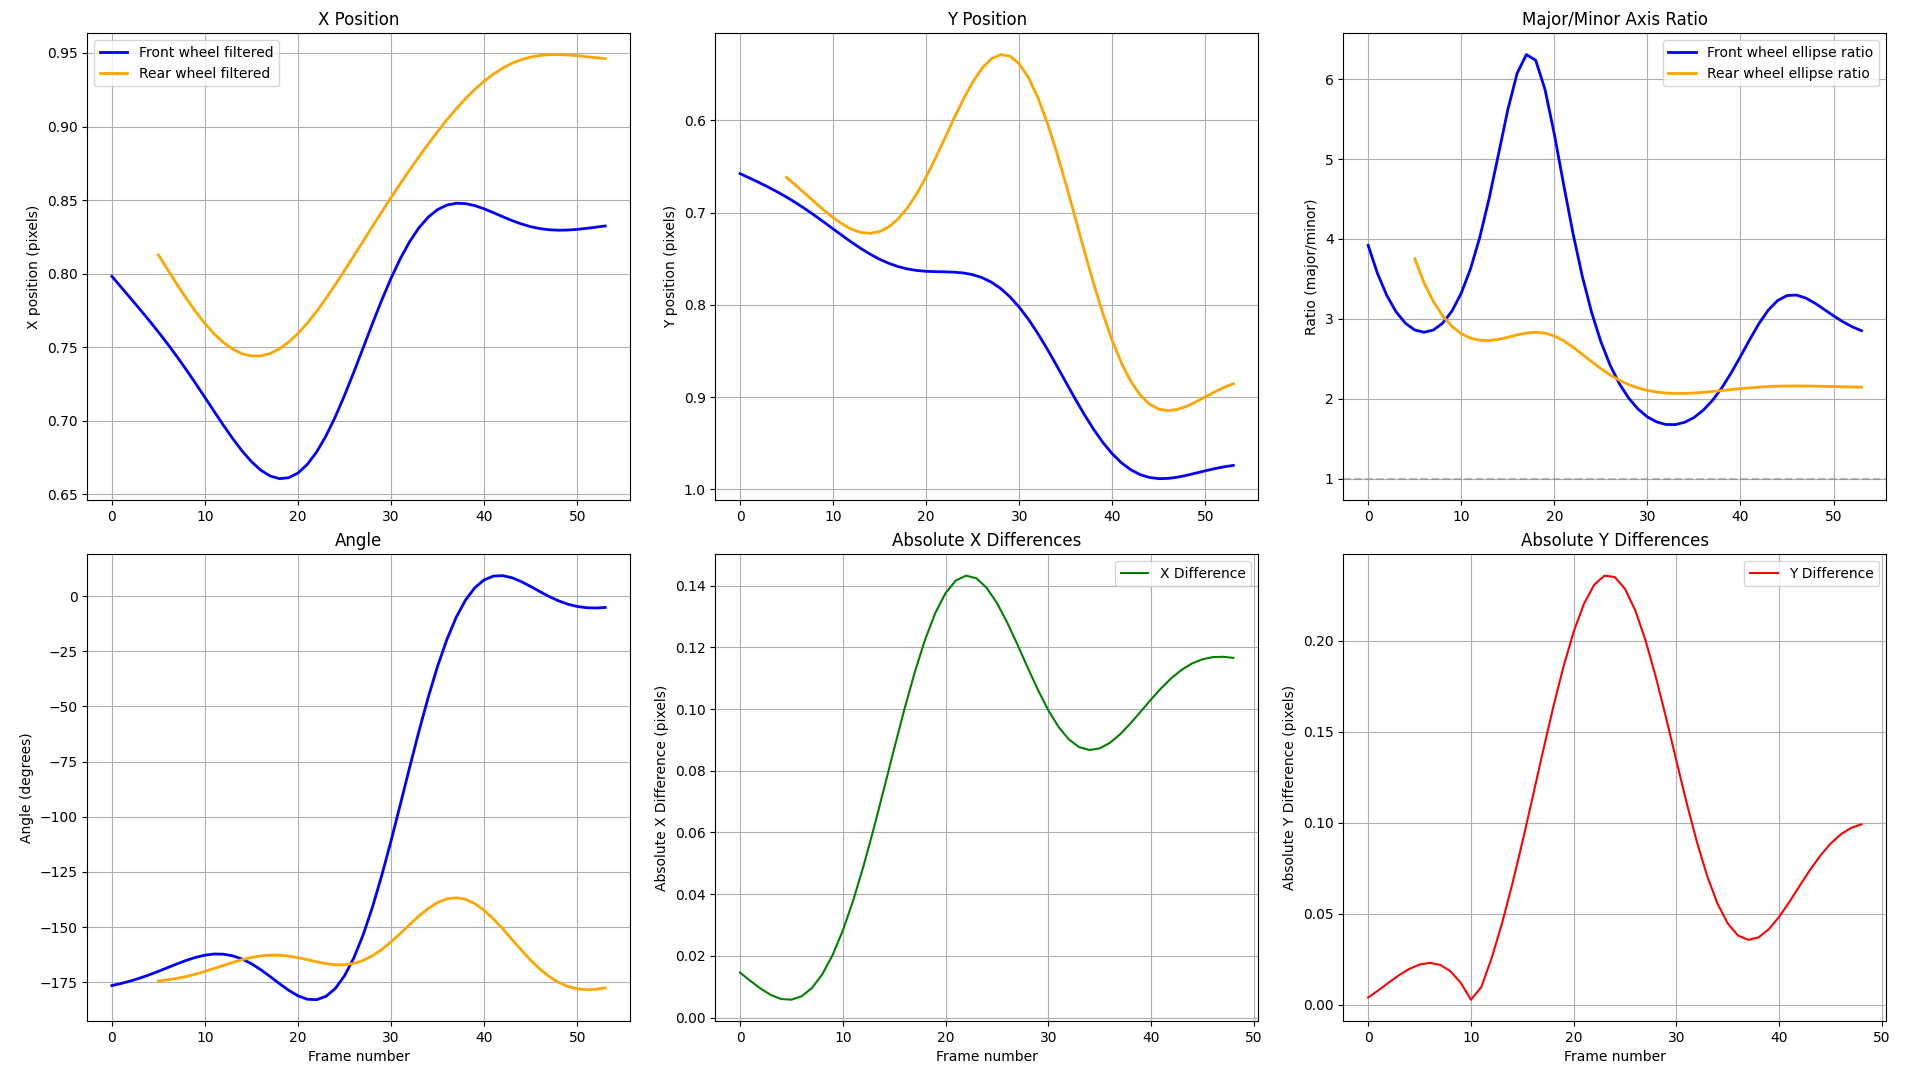 X Position
Y Position
Major/Minor Axis Ratio
X position (pixels)
0.95
0.90
0.85
0.80
0.75
0.70
0.65
Front wheel filtered
Rear wheel filtered
0 10 20 30 40 50
Y position (pixels)
0.6
0.7
0.8
0.9
1.0
0 10 20 30 40 50
Ratio (major/minor)
6
5
4
3
2
1
Front wheel ellipse ratio
Rear wheel ellipse ratio
0 10 20 30 40 50
Angle
Absolute X Differences
Absolute Y Differences
Angle (degrees)
0
−25
−50
−75
−100
−125
−150
−175
0 10 20 30 40 50
Frame number
Absolute X Difference (pixels)
0.14
0.12
0.10
0.08
0.06
0.04
0.02
0.00
X Difference
0 10 20 30 40 50
Frame number
Absolute Y Difference (pixels)
0.20
0.15
0.10
0.05
0.00
Y Difference
0 10 20 30 40 50
Frame number